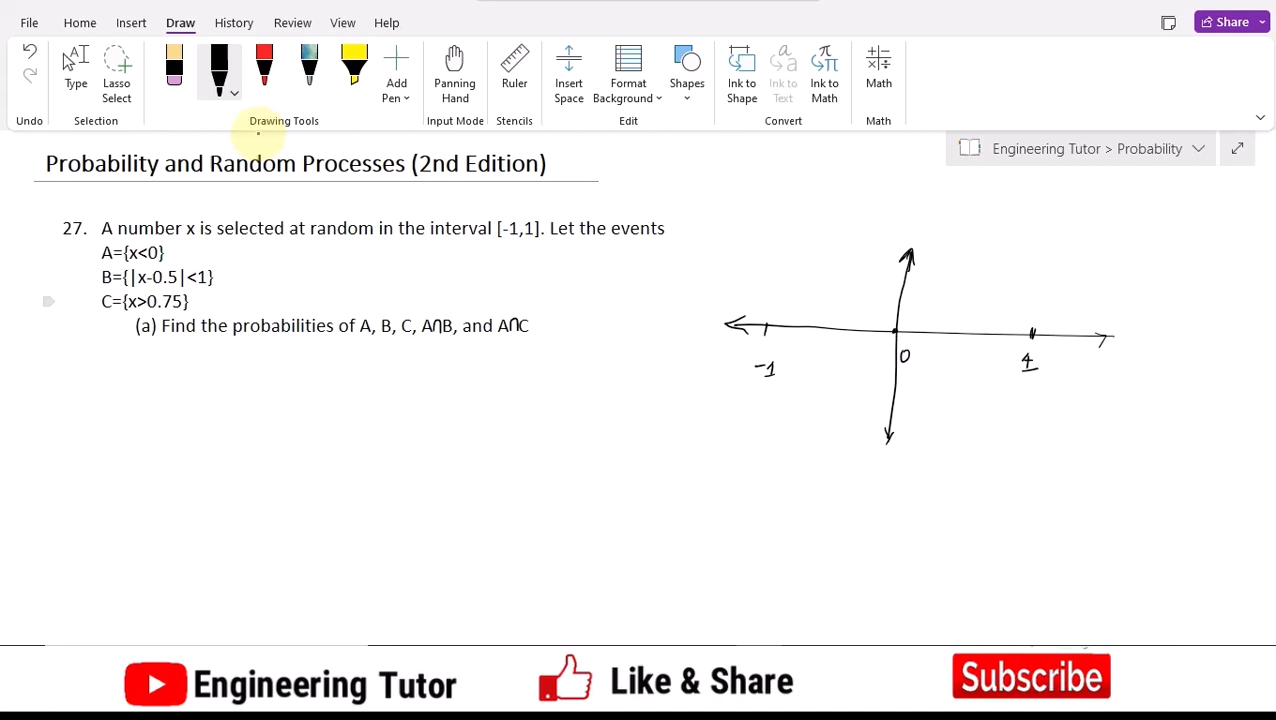 File Home Insert Draw History Review View Help Share
Type Lasso Select Add Pen Panning Hand Ruler Insert Space Format Background Shapes Ink to Shape Ink to Text Ink to Math Math
Undo Selection Drawing Tools Input Mode Stencils Edit Convert Math
Probability and Random Processes (2nd Edition)
Engineering Tutor > Probability
27. A number x is selected at random in the interval [-1,1]. Let the events
A={x<0}
B={|x-0.5|<1}
C={x>0.75}
(a) Find the probabilities of A, B, C, A∩B, and A∩C
-1 0 1
Engineering Tutor Like & Share Subscribe